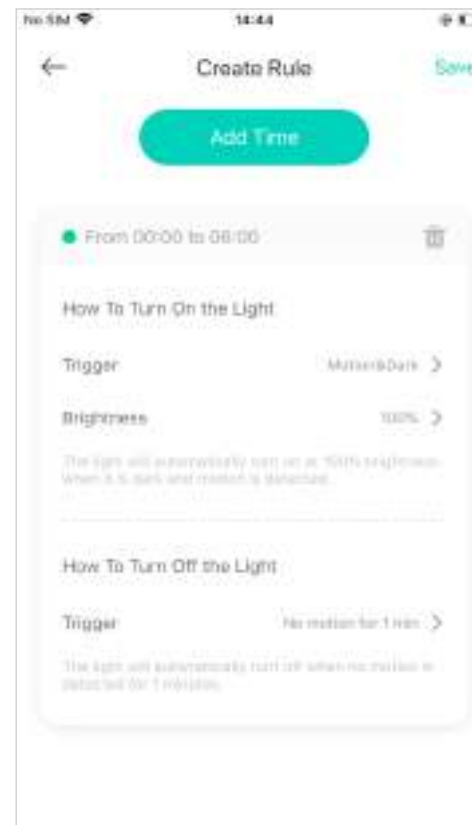 No SIM 14:44
Create Rule Save
Add Time
From 00:00 to 06:00
How To Turn On the Light
Trigger Motion&Dark
Brightness 100%
The light will automatically turn on at 100% brightness
when it is dark and motion is detected.
How To Turn Off the Light
Trigger No motion for 1 min
The light will automatically turn off when no motion is
detected for 1 minutes.